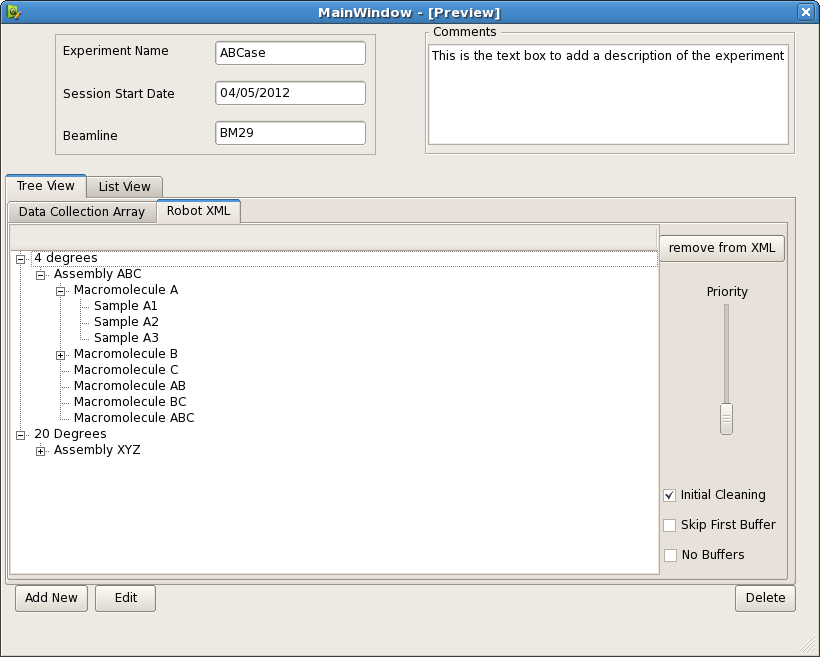 MainWindow - [Preview]
Experiment Name
ABCase
Session Start Date
04/05/2012
Beamline
BM29
Comments
This is the text box to add a description of the experiment
Tree View
List View
Data Collection Array
Robot XML
4 degrees
Assembly ABC
Macromolecule A
Sample A1
Sample A2
Sample A3
Macromolecule B
Macromolecule C
Macromolecule AB
Macromolecule BC
Macromolecule ABC
20 Degrees
Assembly XYZ
remove from XML
Priority
Initial Cleaning
Skip First Buffer
No Buffers
Add New
Edit
Delete